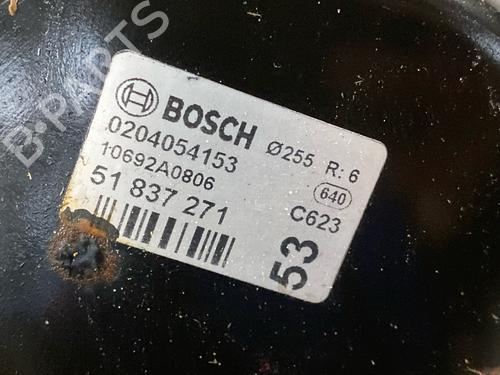 BOSCH Ø255 R: 6
0204054153
10692A0806 640
51 837 271 C623
53
B-PARTS